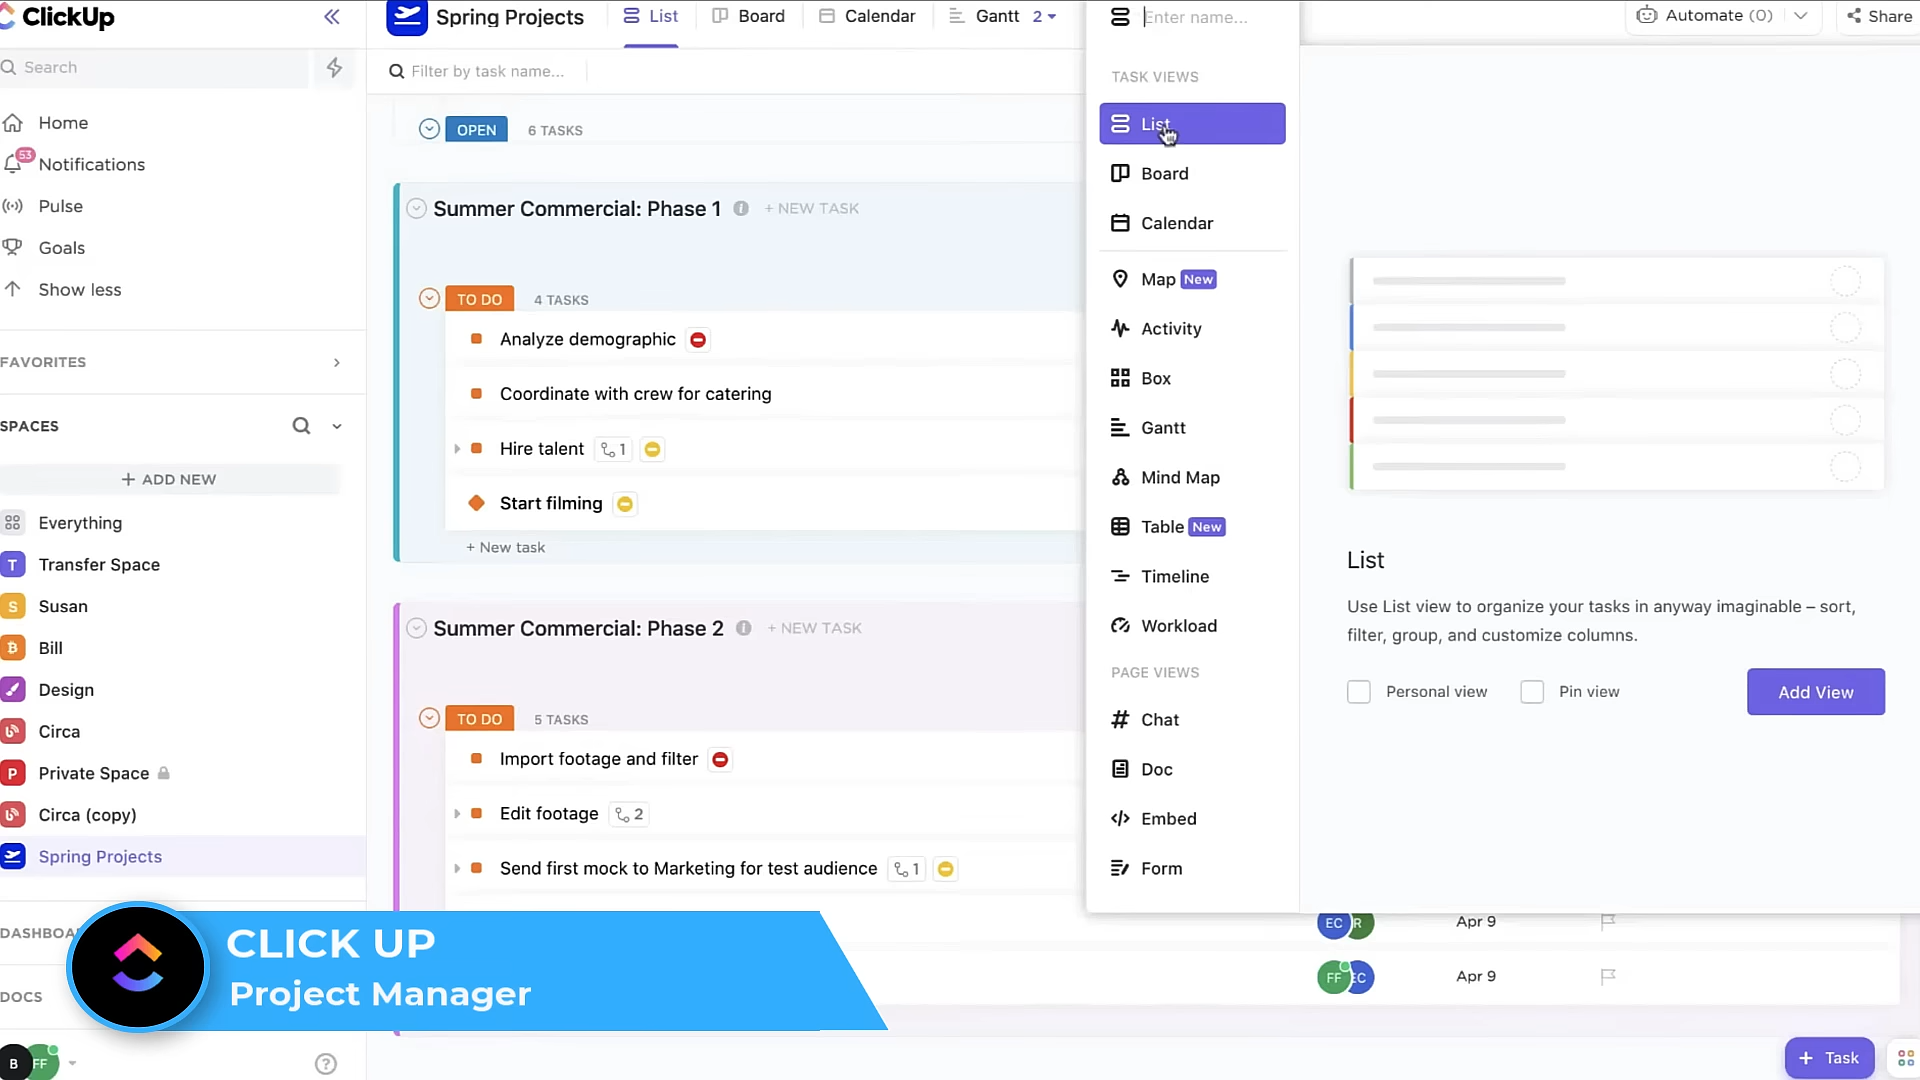 ClickUp
Spring Projects
List
Board
Calendar
Gantt
2
Enter name...
Automate (0)
Share
Search
Filter by task name...
Home
53
Notifications
Pulse
Goals
Show less
FAVORITES
SPACES
+ ADD NEW
Everything
T Transfer Space
S Susan
Bill
Design
Circa
P Private Space
Circa (copy)
Spring Projects
DASHBOA
DOCS
B
FF
?
OPEN 6 TASKS
Summer Commercial: Phase 1 + NEW TASK
TO DO 4 TASKS
Analyze demographic
Coordinate with crew for catering
Hire talent 1
Start filming
+ New task
Summer Commercial: Phase 2 + NEW TASK
TO DO 5 TASKS
Import footage and filter
Edit footage 2
Send first mock to Marketing for test audience 1
TASK VIEWS
List
Board
Calendar
Map New
Activity
Box
Gantt
Mind Map
Table New
Timeline
Workload
PAGE VIEWS
Chat
Doc
Embed
Form
List
Use List view to organize your tasks in anyway imaginable – sort,
filter, group, and customize columns.
Personal view
Pin view
Add View
EC R Apr 9
FF EC Apr 9
+ Task
CLICK UP
Project Manager